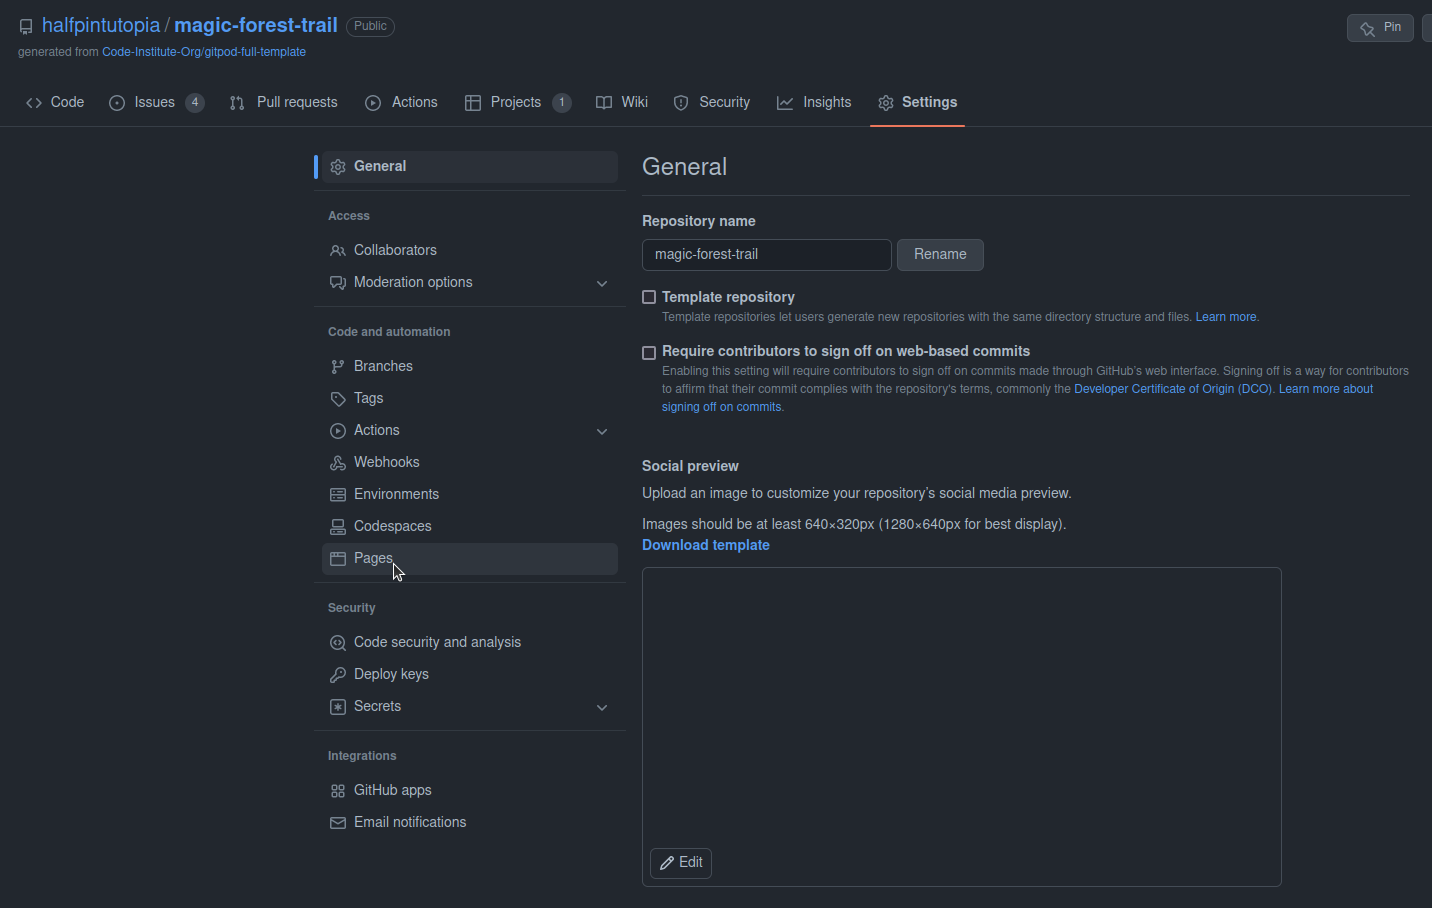 halfpintutopia / magic-forest-trail Public
Pin
generated from Code-Institute-Org/gitpod-full-template
Code Issues 4 Pull requests Actions Projects 1 Wiki Security Insights Settings
General
Access
Collaborators
Moderation options
Code and automation
Branches
Tags
Actions
Webhooks
Environments
Codespaces
Pages
Security
Code security and analysis
Deploy keys
Secrets
Integrations
GitHub apps
Email notifications
General
Repository name
magic-forest-trail Rename
Template repository
Template repositories let users generate new repositories with the same directory structure and files. Learn more.
Require contributors to sign off on web-based commits
Enabling this setting will require contributors to sign off on commits made through GitHub's web interface. Signing off is a way for contributors
to affirm that their commit complies with the repository's terms, commonly the Developer Certificate of Origin (DCO). Learn more about
signing off on commits.
Social preview
Upload an image to customize your repository's social media preview.
Images should be at least 640×320px (1280×640px for best display).
Download template
Edit